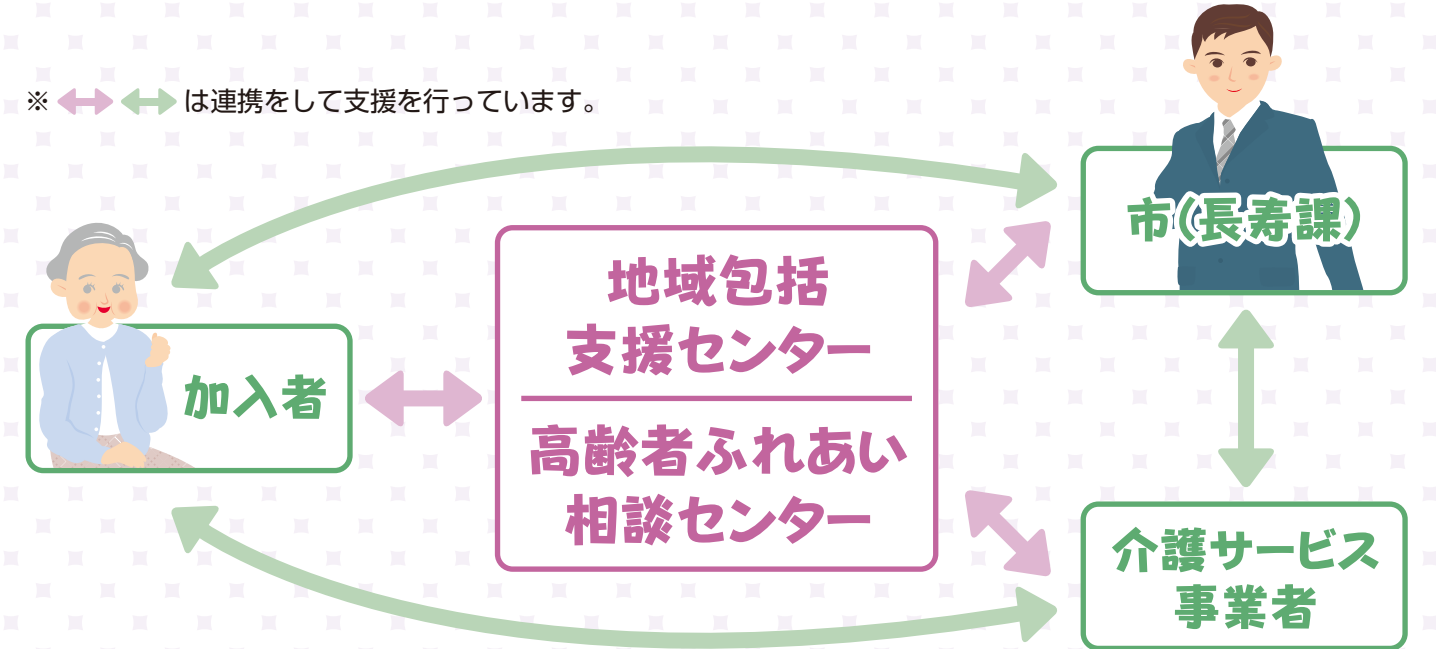 ※ は連携をして支援を行っています。
市(長寿課)
地域包括
支援センター
加入者
高齢者ふれあい
相談センター
介護サービス
事業者